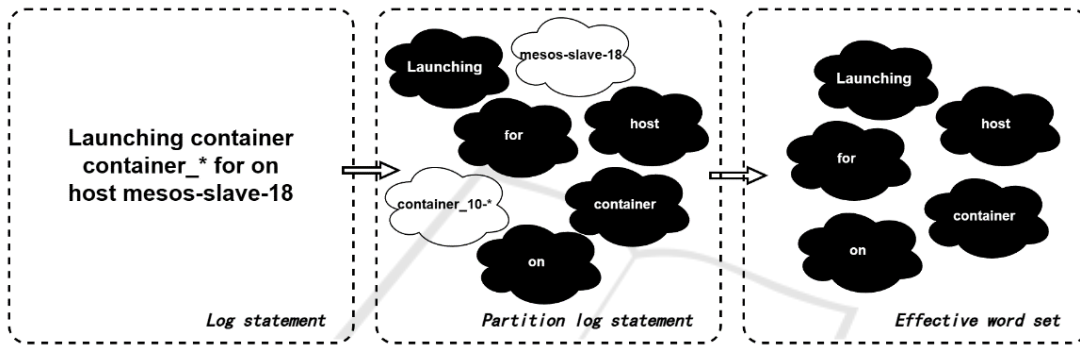 Launching container
container_* for on
host mesos-slave-18
Log statement
Launching
mesos-slave-18
for
host
container_10-*
container
on
Partition log statement
Launching
host
for
container
on
Effective word set